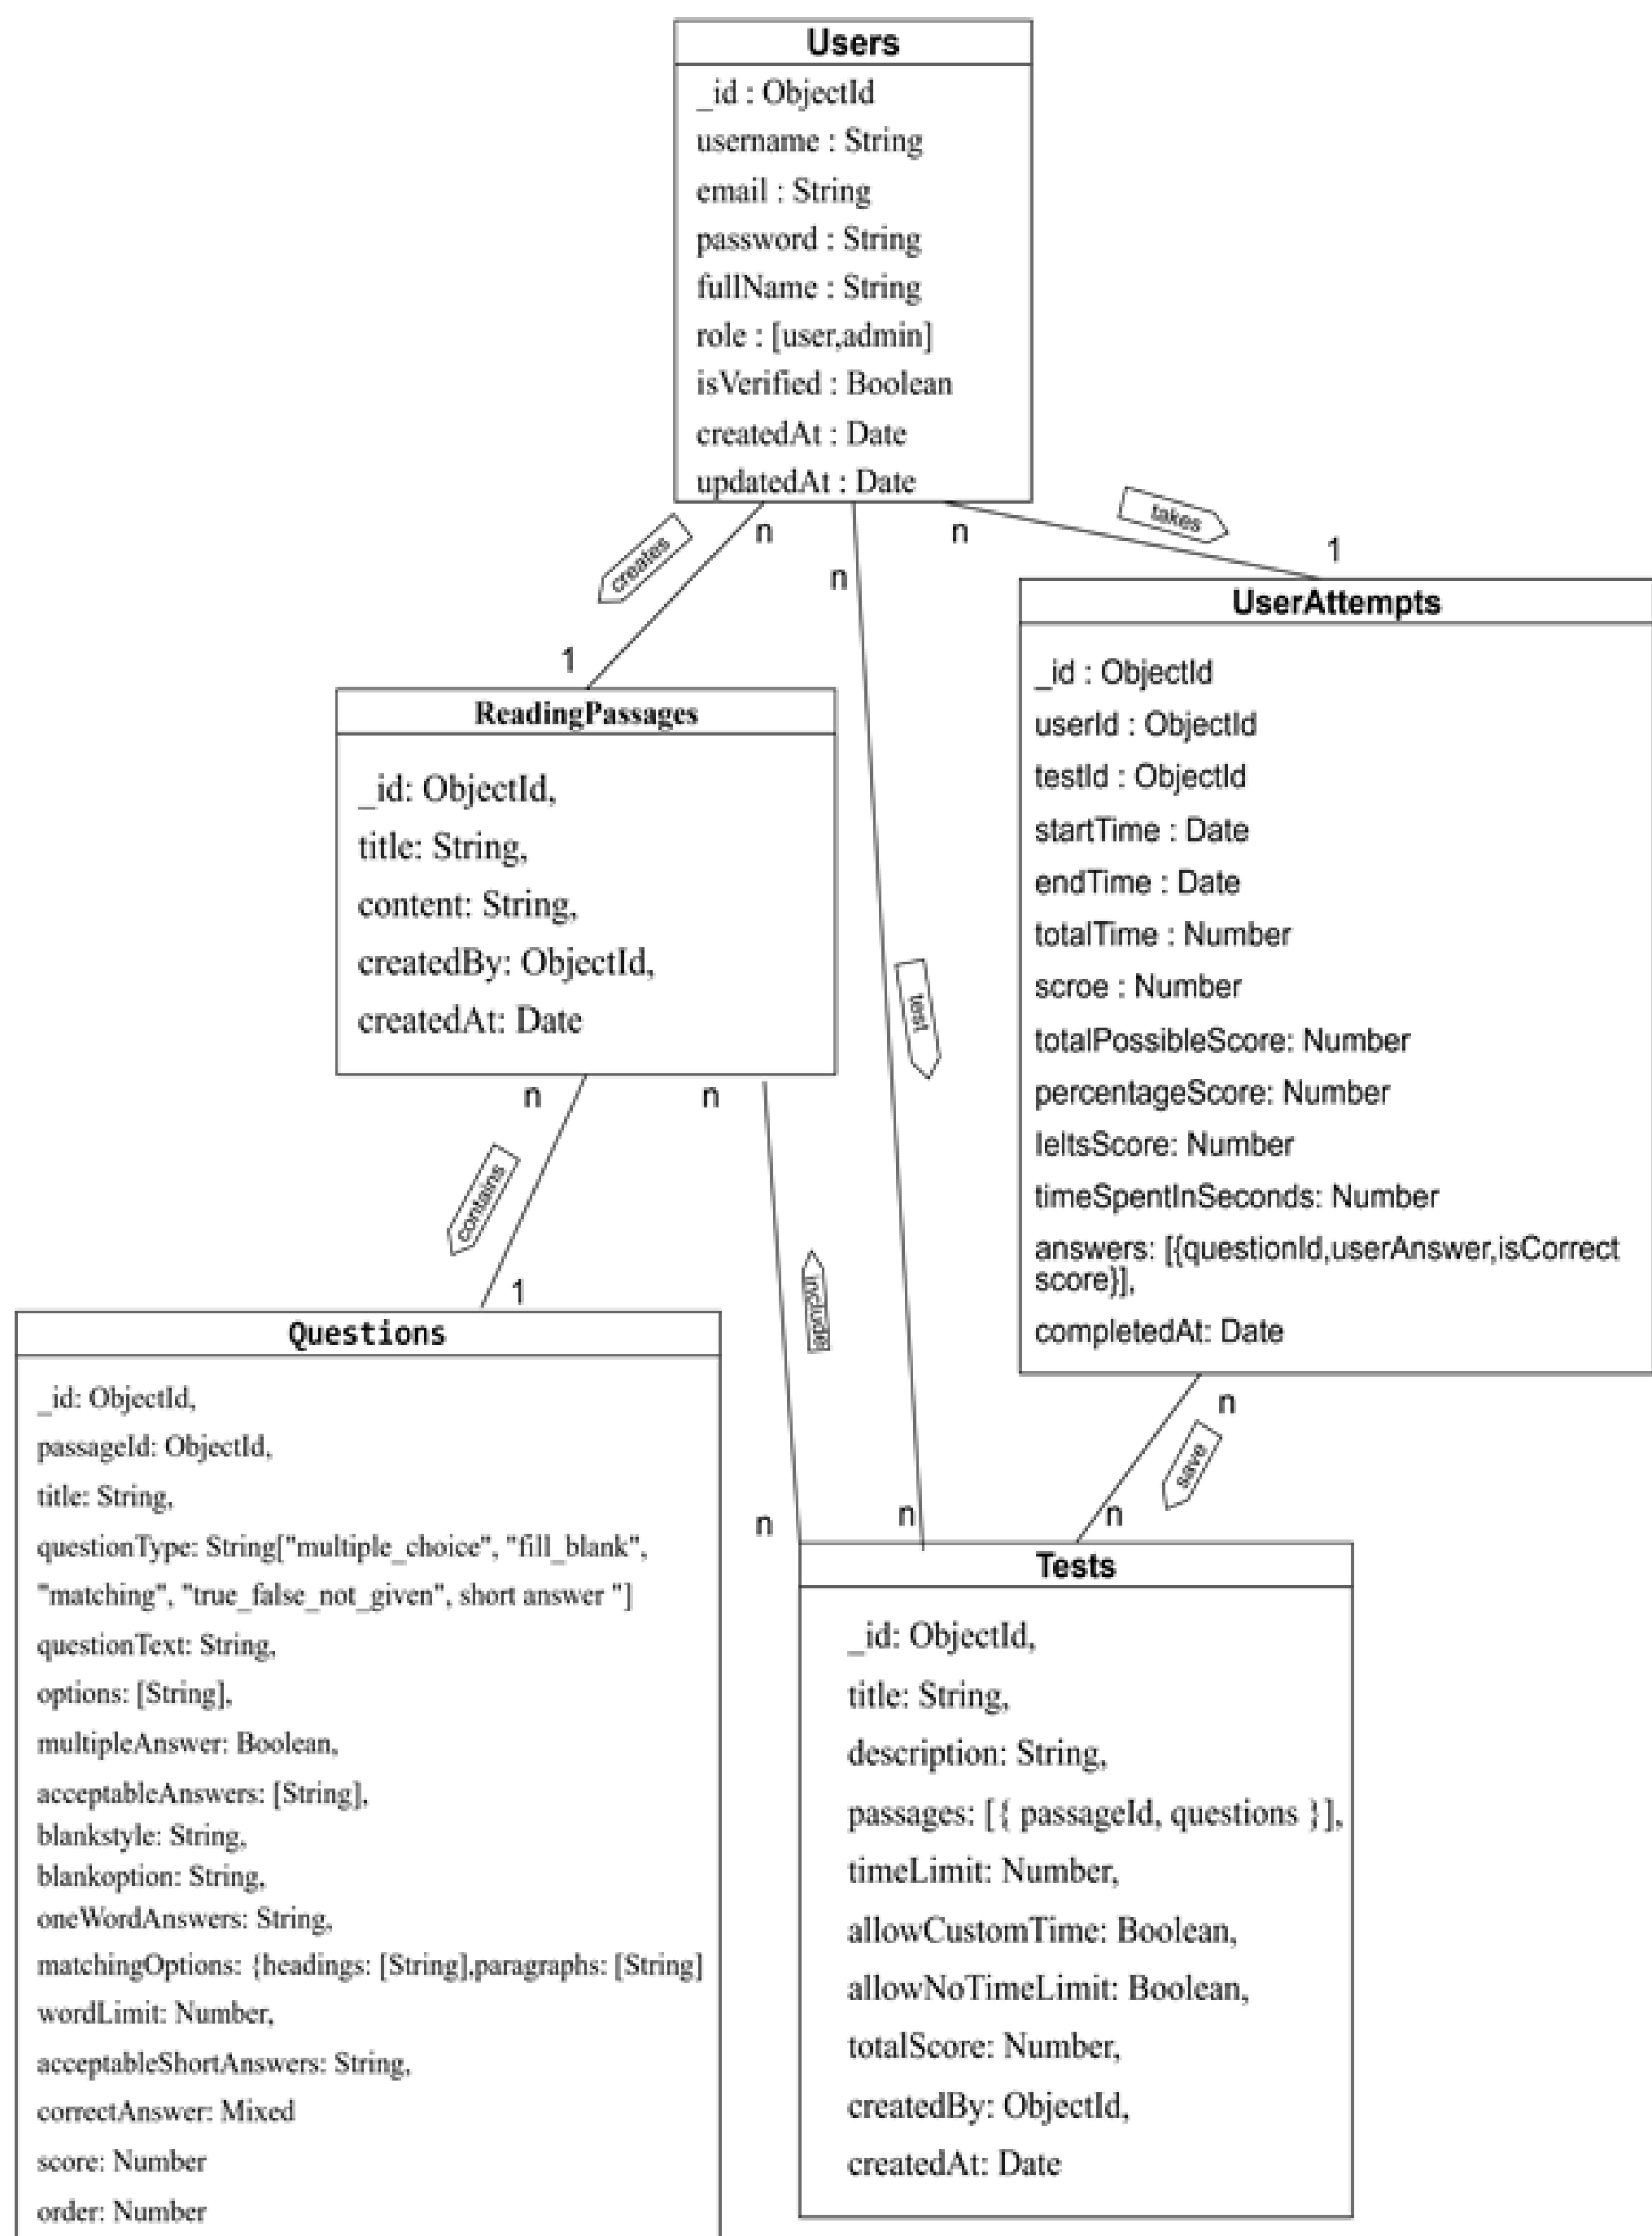 Users
_id : ObjectId
username : String
email : String
password : String
fullName : String
role : [user,admin]
isVerified : Boolean
createdAt : Date
updatedAt : Date
creates
n
n
takes
n
1
1
UserAttempts
_id : ObjectId
userId : ObjectId
testId : ObjectId
startTime : Date
endTime : Date
totalTime : Number
scroe : Number
totalPossibleScore: Number
percentageScore: Number
IeltsScore: Number
timeSpentInSeconds: Number
answers: [{questionId,userAnswer,isCorrect
score}],
completedAt: Date
ReadingPassages
_id: ObjectId,
title: String,
content: String,
createdBy: ObjectId,
createdAt: Date
test
n
n
contains
include
1
n
save
n
n
n
Questions
_id: ObjectId,
passageId: ObjectId,
title: String,
questionType: String["multiple_choice", "fill_blank",
"matching", "true_false_not_given", short answer "]
questionText: String,
options: [String],
multipleAnswer: Boolean,
acceptableAnswers: [String],
blankstyle: String,
blankoption: String,
oneWordAnswers: String,
matchingOptions: {headings: [String],paragraphs: [String]
wordLimit: Number,
acceptableShortAnswers: String,
correctAnswer: Mixed
score: Number
order: Number
Tests
_id: ObjectId,
title: String,
description: String,
passages: [{ passageId, questions }],
timeLimit: Number,
allowCustomTime: Boolean,
allowNoTimeLimit: Boolean,
totalScore: Number,
createdBy: ObjectId,
createdAt: Date